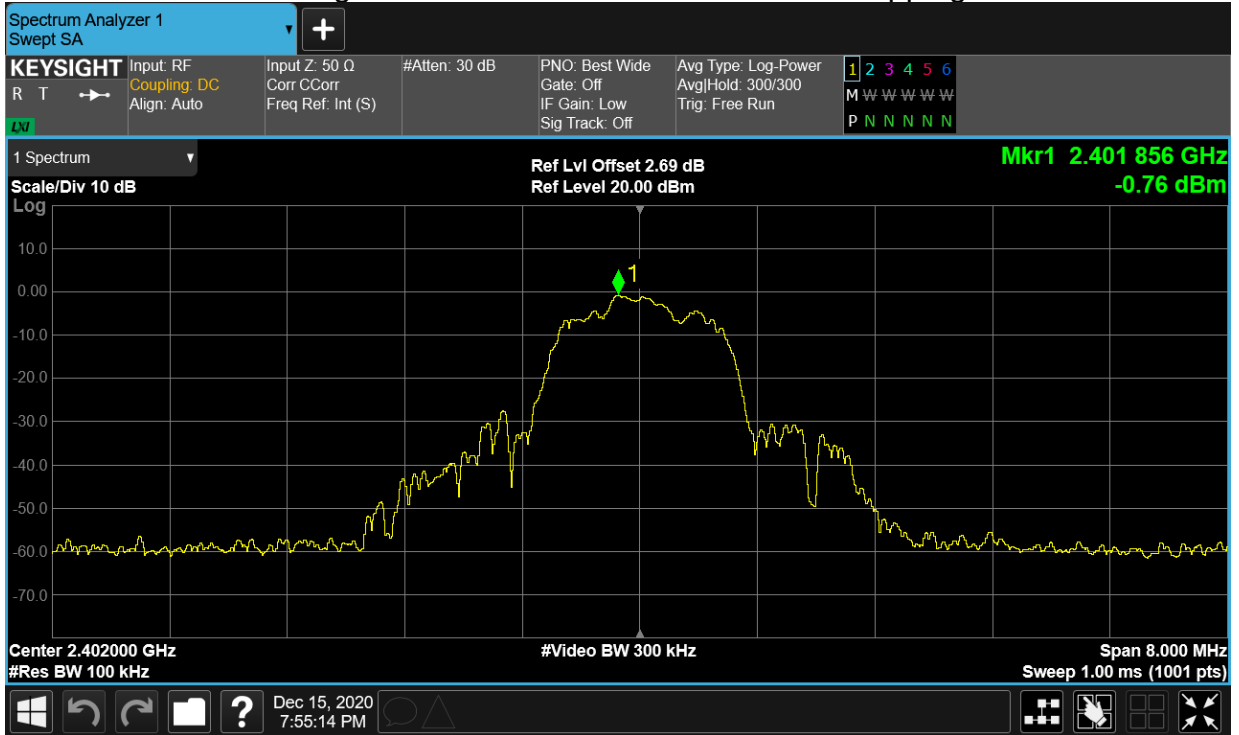 Spectrum Analyzer 1
Swept SA
+
KEYSIGHT
R T
LXI
Input: RF
Coupling: DC
Align: Auto
Input Z: 50 Ω
Corr CCorr
Freq Ref: Int (S)
#Atten: 30 dB
PNO: Best Wide
Gate: Off
IF Gain: Low
Sig Track: Off
Avg Type: Log-Power
Avg|Hold: 300/300
Trig: Free Run
1 2 3 4 5 6
M W W W W W
P N N N N N
1 Spectrum
Scale/Div 10 dB
Log
Ref Lvl Offset 2.69 dB
Ref Level 20.00 dBm
Mkr1 2.401 856 GHz
-0.76 dBm
10.0
0.00
-10.0
-20.0
-30.0
-40.0
-50.0
-60.0
-70.0
1
Center 2.402000 GHz
#Res BW 100 kHz
#Video BW 300 kHz
Span 8.000 MHz
Sweep 1.00 ms (1001 pts)
?
Dec 15, 2020
7:55:14 PM